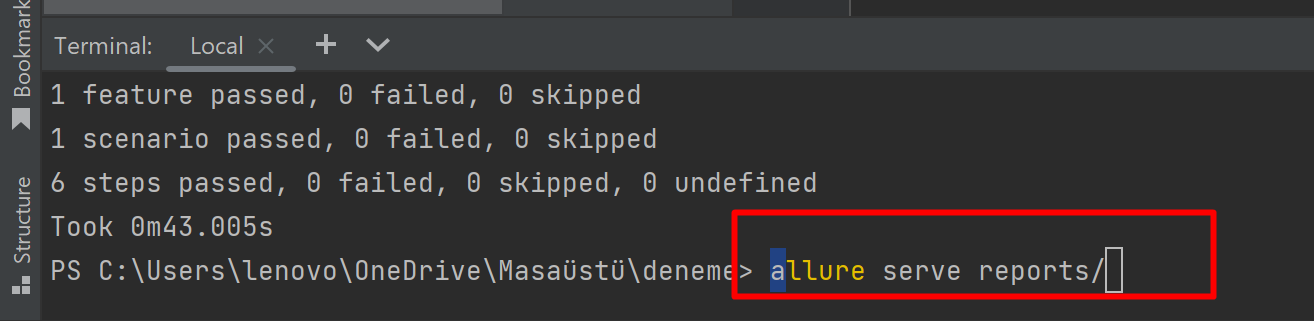 Bookmark
Structure
Terminal: Local
1 feature passed, 0 failed, 0 skipped
1 scenario passed, 0 failed, 0 skipped
6 steps passed, 0 failed, 0 skipped, 0 undefined
Took 0m43.005s
PS C:\Users\lenovo\OneDrive\Masaüstü\deneme> allure serve reports/